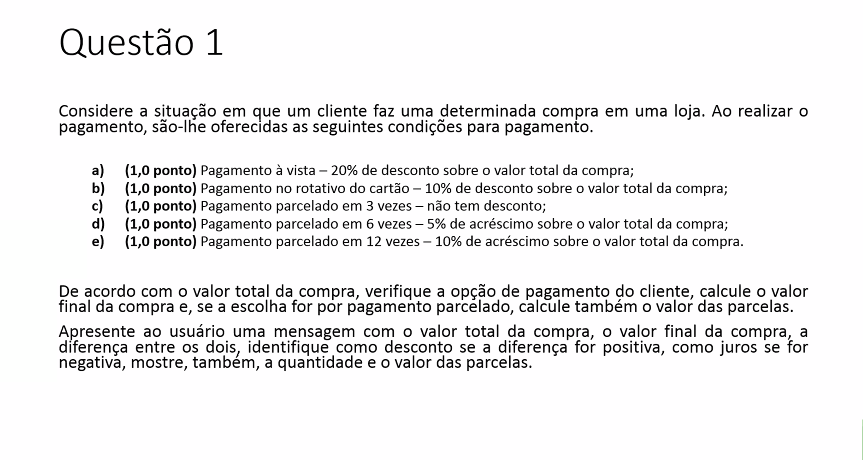 Questão 1
Considere a situação em que um cliente faz uma determinada compra em uma loja. Ao realizar o
pagamento, são-lhe oferecidas as seguintes condições para pagamento.
a) (1,0 ponto) Pagamento à vista – 20% de desconto sobre o valor total da compra;
b) (1,0 ponto) Pagamento no rotativo do cartão – 10% de desconto sobre o valor total da compra;
c) (1,0 ponto) Pagamento parcelado em 3 vezes – não tem desconto;
d) (1,0 ponto) Pagamento parcelado em 6 vezes – 5% de acréscimo sobre o valor total da compra;
e) (1,0 ponto) Pagamento parcelado em 12 vezes – 10% de acréscimo sobre o valor total da compra.
De acordo com o valor total da compra, verifique a opção de pagamento do cliente, calcule o valor
final da compra e, se a escolha for por pagamento parcelado, calcule também o valor das parcelas.
Apresente ao usuário uma mensagem com o valor total da compra, o valor final da compra, a
diferença entre os dois, identifique como desconto se a diferença for positiva, como juros se for
negativa, mostre, também, a quantidade e o valor das parcelas.